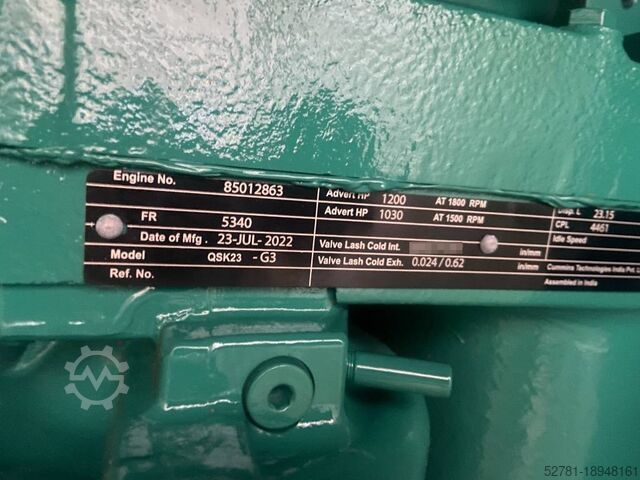 Engine No. 85012863 Advert HP 1200 AT 1800 RPM Disp. L 23.15
FR 5340 Advert HP 1030 AT 1500 RPM CPL 4461
Date of Mfg. 23-JUL-2022 Idle Speed
Model QSK23 -G3 Valve Lash Cold Int. in/mm
Ref. No. Valve Lash Cold Exh. 0.024 / 0.62 in/mm Cummins Technologies India Pvt.
Assembled in India
52781-18948161